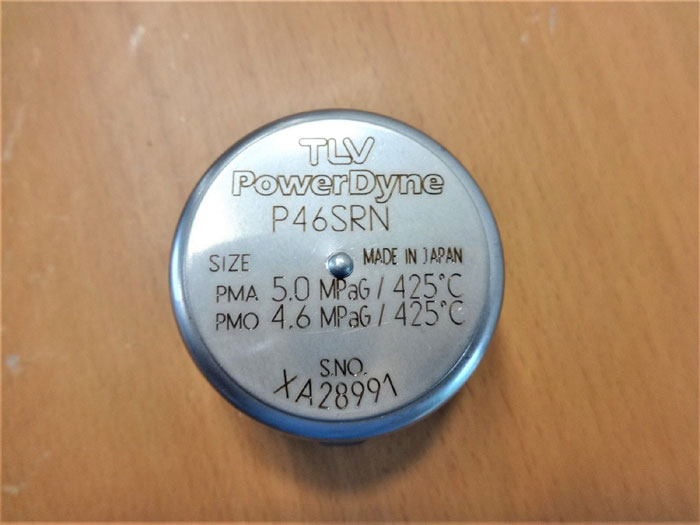 TLV
PowerDyne
P46SRN
SIZE MADE IN JAPAN
PMA 5.0 MPaG / 425°C
PMO 4.6 MPaG / 425°C
S.NO.
XA28991